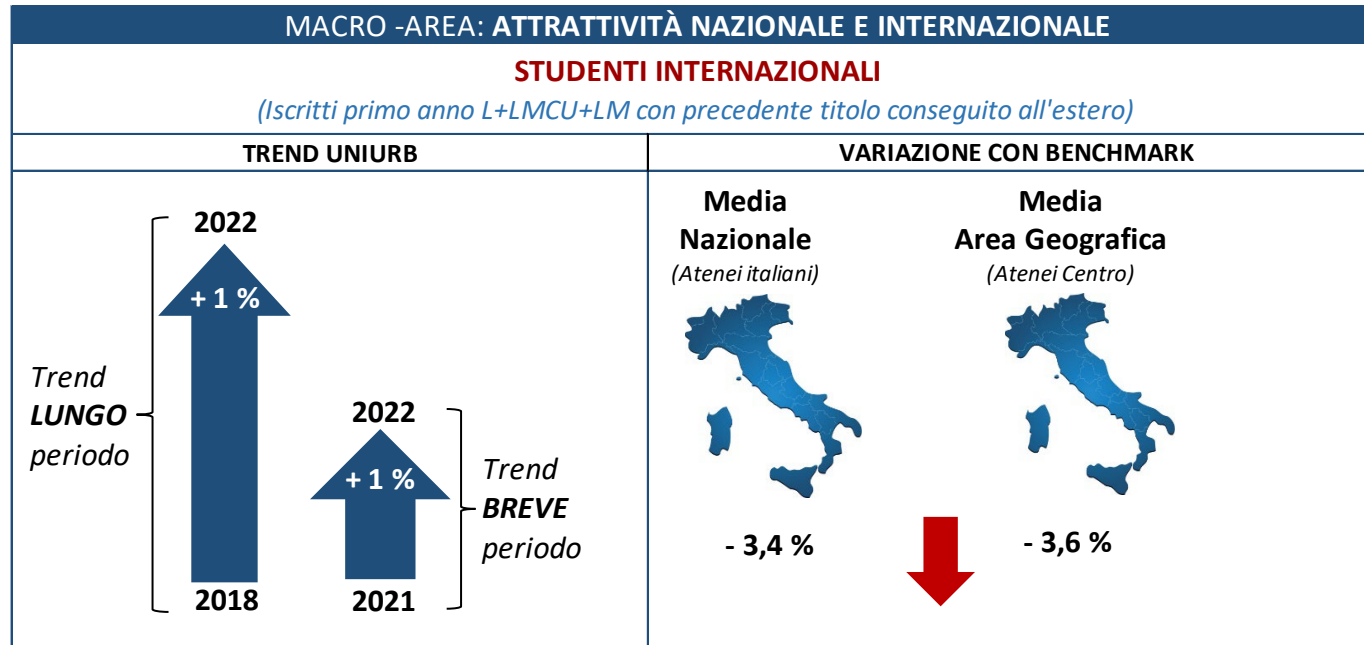 MACRO -AREA: ATTRATTIVITÀ NAZIONALE E INTERNAZIONALE
STUDENTI INTERNAZIONALI
(Iscritti primo anno L+LMCU+LM con precedente titolo conseguito all'estero)
TREND UNIURB
VARIAZIONE CON BENCHMARK
2022
+ 1 %
Trend
LUNGO
periodo
2018
2022
+ 1 %
Trend
BREVE
periodo
2021
Media
Nazionale
(Atenei italiani)
- 3,4 %
Media
Area Geografica
(Atenei Centro)
- 3,6 %